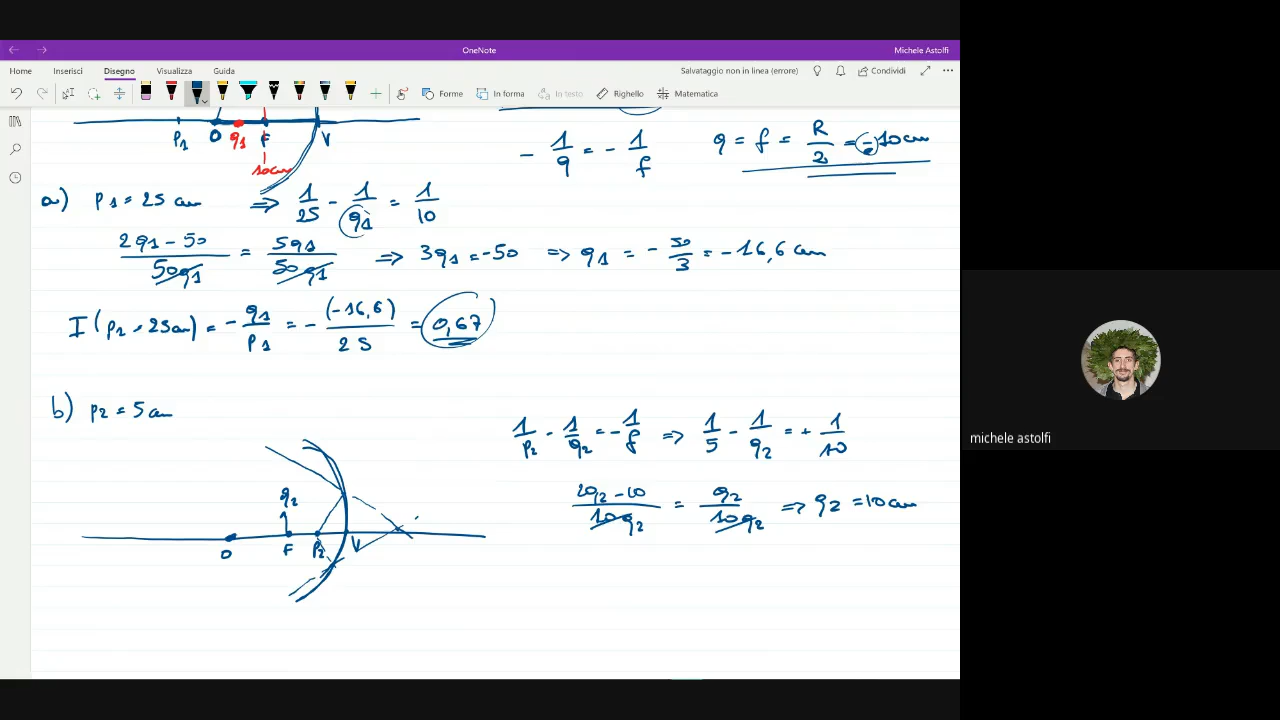 OneNote
Michele Astolfi
Home Inserisci Disegno Visualizza Guida
Salvataggio non in linea (errore)
Condividi
Forme In forma In testo Righello Matematica
P1 O q1 F V
10cm
- 1/q = - 1/f
q = f = R/2 = -10cm
a) P1 = 25 cm ⇒ 1/25 - 1/q1 = 1/10
2q1 - 50 / 50q1 = 5q1 / 50q1 ⇒ 3q1 = -50 ⇒ q1 = - 50/3 = -16,6 cm
I (p1 = 25cm) = - q1/P1 = - (-16,6)/25 = 0,67
b) p2 = 5 cm
1/p2 - 1/q2 = - 1/f ⇒ 1/5 - 1/q2 = + 1/10
2q2 - 10 / 10q2 = q2 / 10q2 ⇒ q2 = 10 cm
q2
O F P2 V
michele astolfi